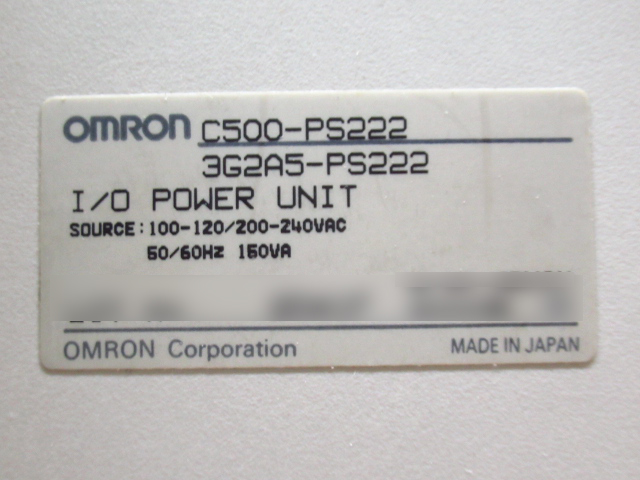 OMRON C500-PS222
3G2A5-PS222
I/O POWER UNIT
SOURCE: 100-120/200-240VAC
50/60Hz 150VA
OMRON Corporation
MADE IN JAPAN